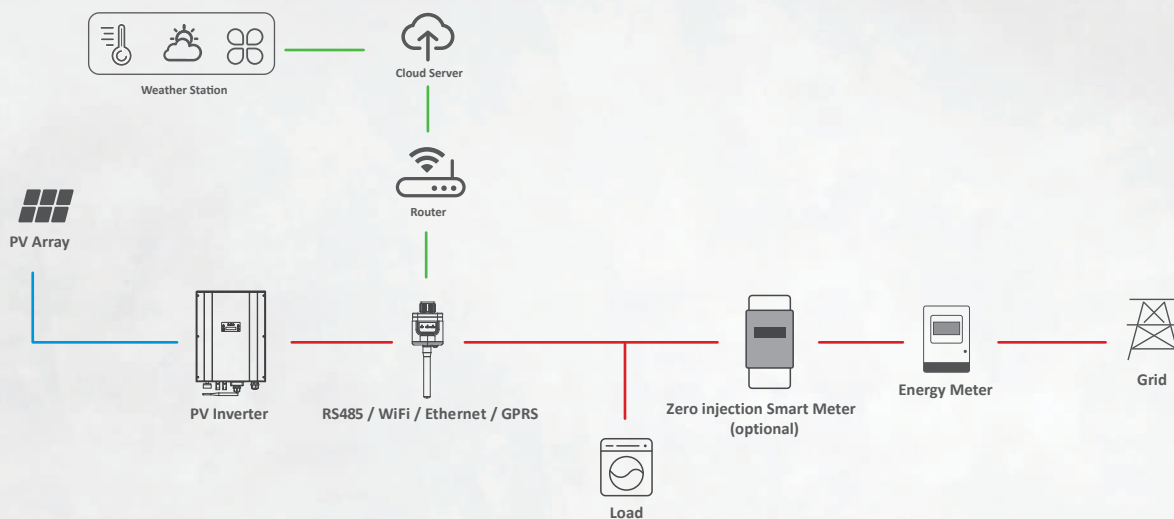 Weather Station
Cloud Server
Router
PV Array
PV Inverter
RS485 / WiFi / Ethernet / GPRS
Zero injection Smart Meter
(optional)
Energy Meter
Grid
Load